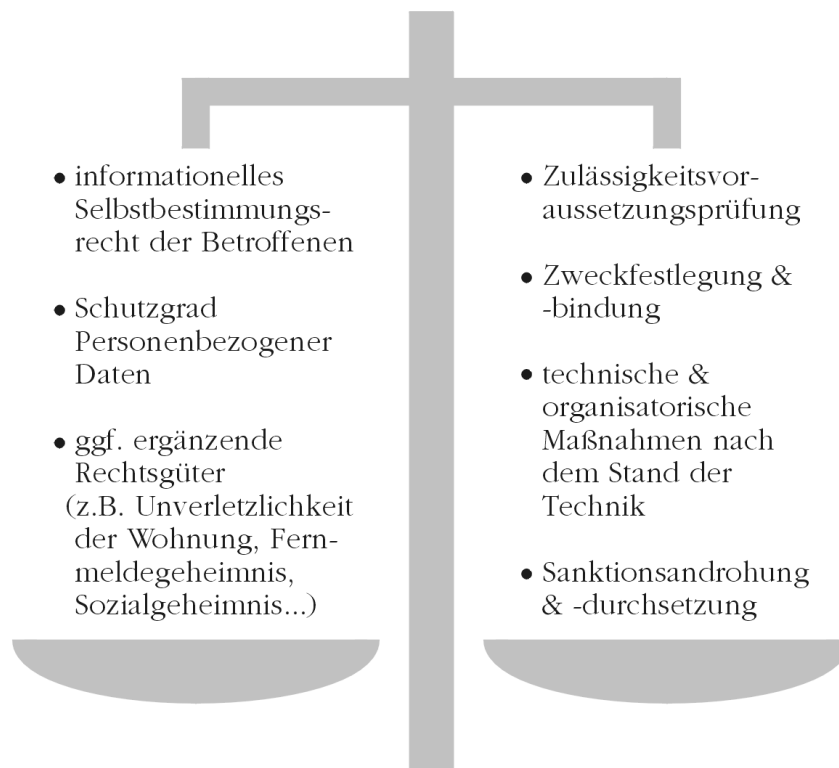 • informationelles
Selbstbestimmungs-
recht der Betroffenen
• Schutzgrad
Personenbezogener
Daten
• ggf. ergänzende
Rechtsgüter
(z.B. Unverletzlichkeit
der Wohnung, Fern-
meldegeheimnis,
Sozialgeheimnis...)
• Zulässigkeitsvor-
aussetzungsprüfung
• Zweckfestlegung &
-bindung
• technische &
organisatorische
Maßnahmen nach
dem Stand der
Technik
• Sanktionsandrohung
& -durchsetzung